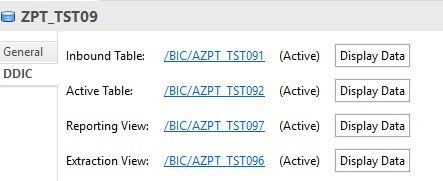 ZPT_TST09
General
DDIC
Inbound Table: /BIC/AZPT_TST091 (Active) Display Data
Active Table: /BIC/AZPT_TST092 (Active) Display Data
Reporting View: /BIC/AZPT_TST097 (Active) Display Data
Extraction View: /BIC/AZPT_TST096 (Active) Display Data